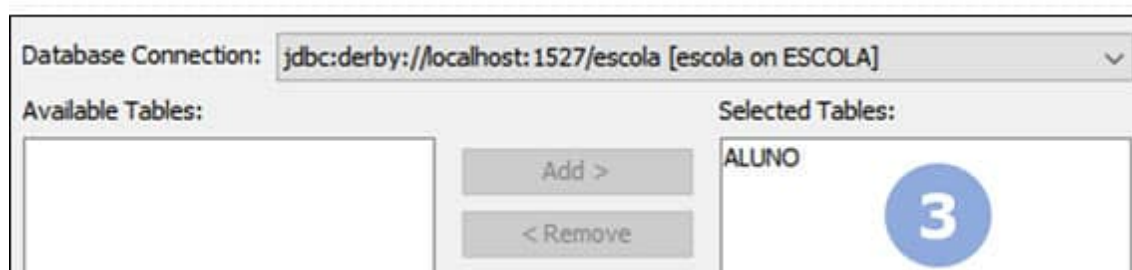 Database Connection: jdbc:derby://localhost:1527/escola [escola on ESCOLA]
Available Tables:
Selected Tables:
Add >
ALUNO
< Remove
3